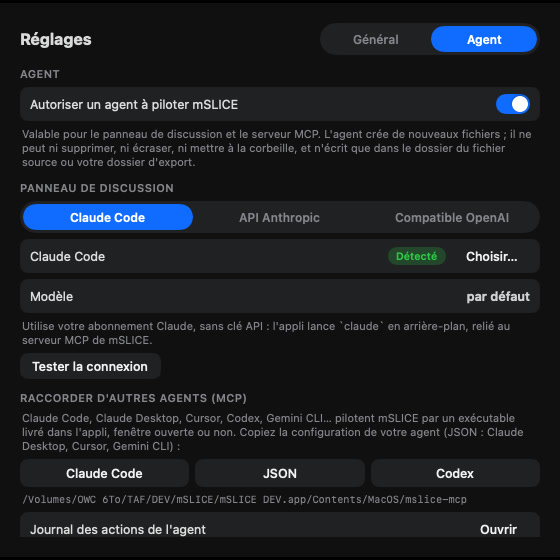 Réglages
Général
Agent
AGENT
Autoriser un agent à piloter mSLICE
Valable pour le panneau de discussion et le serveur MCP. L'agent crée de nouveaux fichiers ; il ne
peut ni supprimer, ni écraser, ni mettre à la corbeille, et n'écrit que dans le dossier du fichier
source ou votre dossier d'export.
PANNEAU DE DISCUSSION
Claude Code
API Anthropic
Compatible OpenAI
Claude Code
Détecté
Choisir...
Modèle
par défaut
Utilise votre abonnement Claude, sans clé API : l'appli lance `claude` en arrière-plan, relié au
serveur MCP de mSLICE.
Tester la connexion
RACCORDER D'AUTRES AGENTS (MCP)
Claude Code, Claude Desktop, Cursor, Codex, Gemini CLI... pilotent mSLICE par un exécutable
livré dans l'appli, fenêtre ouverte ou non. Copiez la configuration de votre agent (JSON : Claude
Desktop, Cursor, Gemini CLI) :
Claude Code
JSON
Codex
/Volumes/OWC 6To/TAF/DEV/mSLICE/mSLICE DEV.app/Contents/MacOS/mslice-mcp
Journal des actions de l'agent
Ouvrir